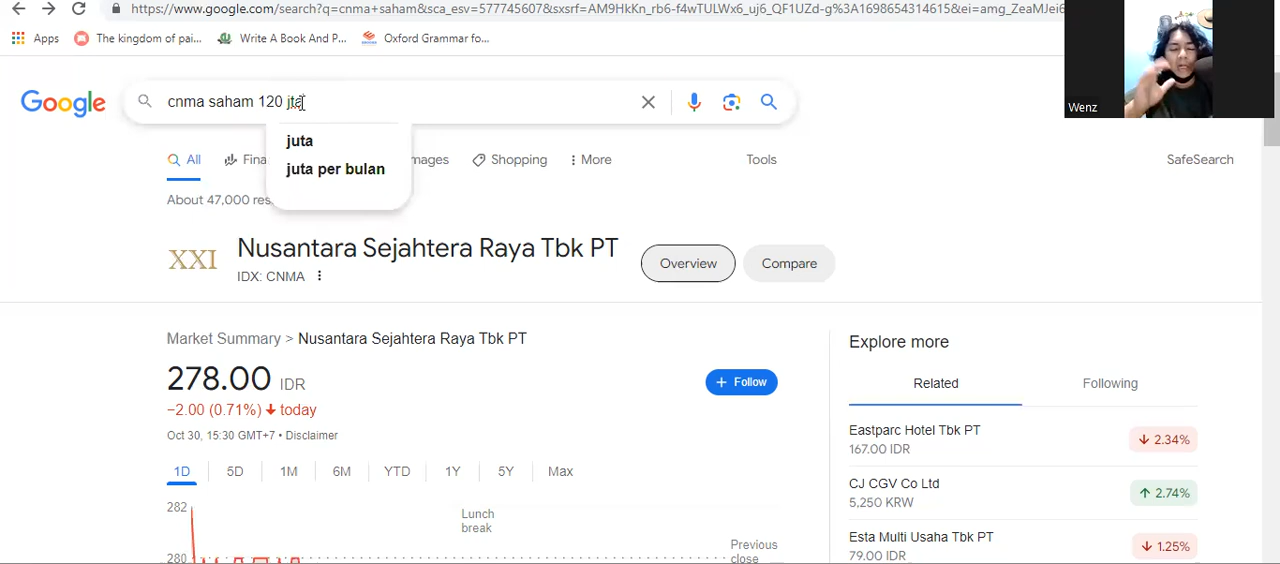 https://www.google.com/search?q=cnma+saham&sca_esv=577745607&sxsrf=AM9HkKn_rb6-f4wTULWx6_uj6_QF1UZd-g%3A1698654314615&ei=amg_ZeaMJei6
Apps The kingdom of pai... Write A Book And P... Oxford Grammar fo...
Wenz
Google cnma saham 120 jta
juta
juta per bulan
All Fina mages Shopping More Tools SafeSearch
About 47,000 res
XXI Nusantara Sejahtera Raya Tbk PT
IDX: CNMA
Overview Compare
Market Summary > Nusantara Sejahtera Raya Tbk PT
278.00 IDR
+ Follow
−2.00 (0.71%) today
Oct 30, 15:30 GMT+7 • Disclaimer
1D 5D 1M 6M YTD 1Y 5Y Max
282
Lunch
break
280
Previous
close
Explore more
Related Following
Eastparc Hotel Tbk PT
167.00 IDR
2.34%
CJ CGV Co Ltd
5,250 KRW
2.74%
Esta Multi Usaha Tbk PT
79.00 IDR
1.25%